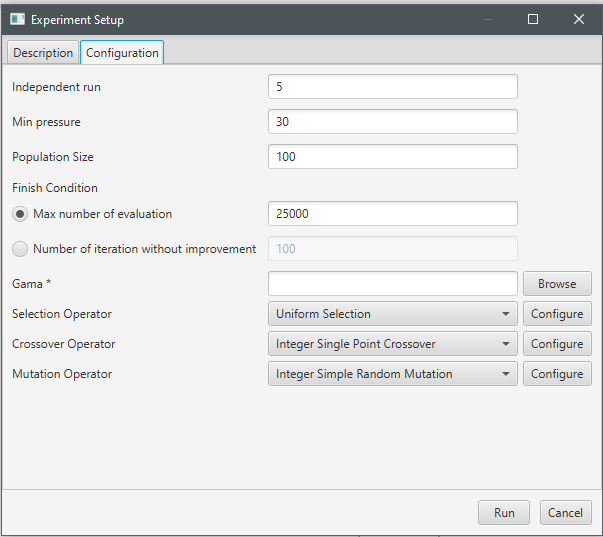 Experiment Setup
Description Configuration
Independent run 5
Min pressure 30
Population Size 100
Finish Condition
Max number of evaluation 25000
Number of iteration without improvement 100
Gama * Browse
Selection Operator Uniform Selection Configure
Crossover Operator Integer Single Point Crossover Configure
Mutation Operator Integer Simple Random Mutation Configure
Run Cancel